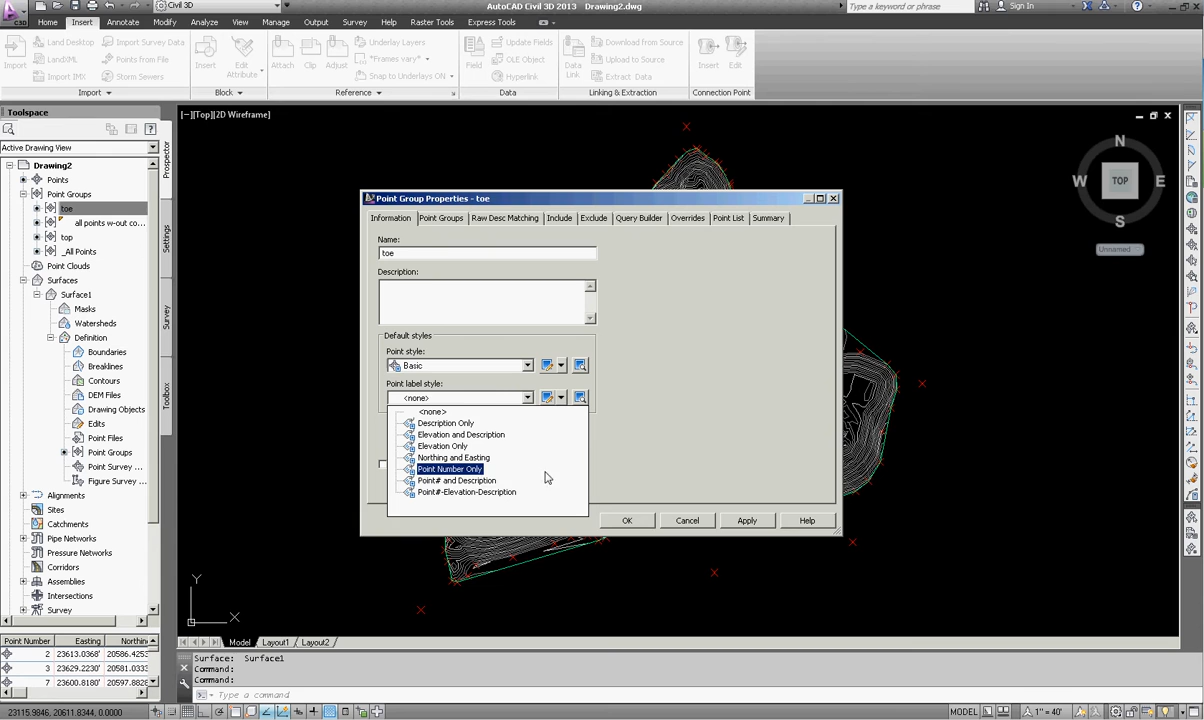 Civil 3D
AutoCAD Civil 3D 2013 Drawing2.dwg
Type a keyword or phrase
Sign In
C3D
Home Insert Annotate Modify Analyze View Manage Output Survey Help Raster Tools Express Tools
Import
Land Desktop
LandXML
Import IMX
Import Survey Data
Points from File
Storm Sewers
Insert
Edit
Attribute
Attach
Clip
Adjust
Underlay Layers
*Frames vary*
Snap to Underlays ON
Field
Update Fields
OLE Object
Hyperlink
Data
Link
Download from Source
Upload to Source
Extract Data
Insert
Edit
Import
Block
Reference
Data
Linking & Extraction
Connection Point
Toolspace
Active Drawing View
Drawing2
Points
Point Groups
toe
all points w-out co...
top
_All Points
Point Clouds
Surfaces
Surface1
Masks
Watersheds
Definition
Boundaries
Breaklines
Contours
DEM Files
Drawing Objects
Edits
Point Files
Point Groups
Point Survey ...
Figure Survey...
Alignments
Sites
Catchments
Pipe Networks
Pressure Networks
Corridors
Assemblies
Intersections
Survey
Prospector
Settings
Survey
Toolbox
Point Number Easting Northing
2 23613.0368' 20586.4253
3 23629.2230' 20581.0333
7 23600.8180' 20597.8828
[−][Top][2D Wireframe]
N
W TOP E
S
Unnamed
Point Group Properties - toe
Information Point Groups Raw Desc Matching Include Exclude Query Builder Overrides Point List Summary
Name:
toe
Description:
Default styles
Point style:
Basic
Point label style:
<none>
<none>
Description Only
Elevation and Description
Elevation Only
Northing and Easting
Point Number Only
Point# and Description
Point#-Elevation-Description
OK Cancel Apply Help
Y
X
Model Layout1 Layout2
Surface: Surface1
Command:
Command:
Type a command
23115.9846, 20611.8344, 0.0000
MODEL
1" = 40'